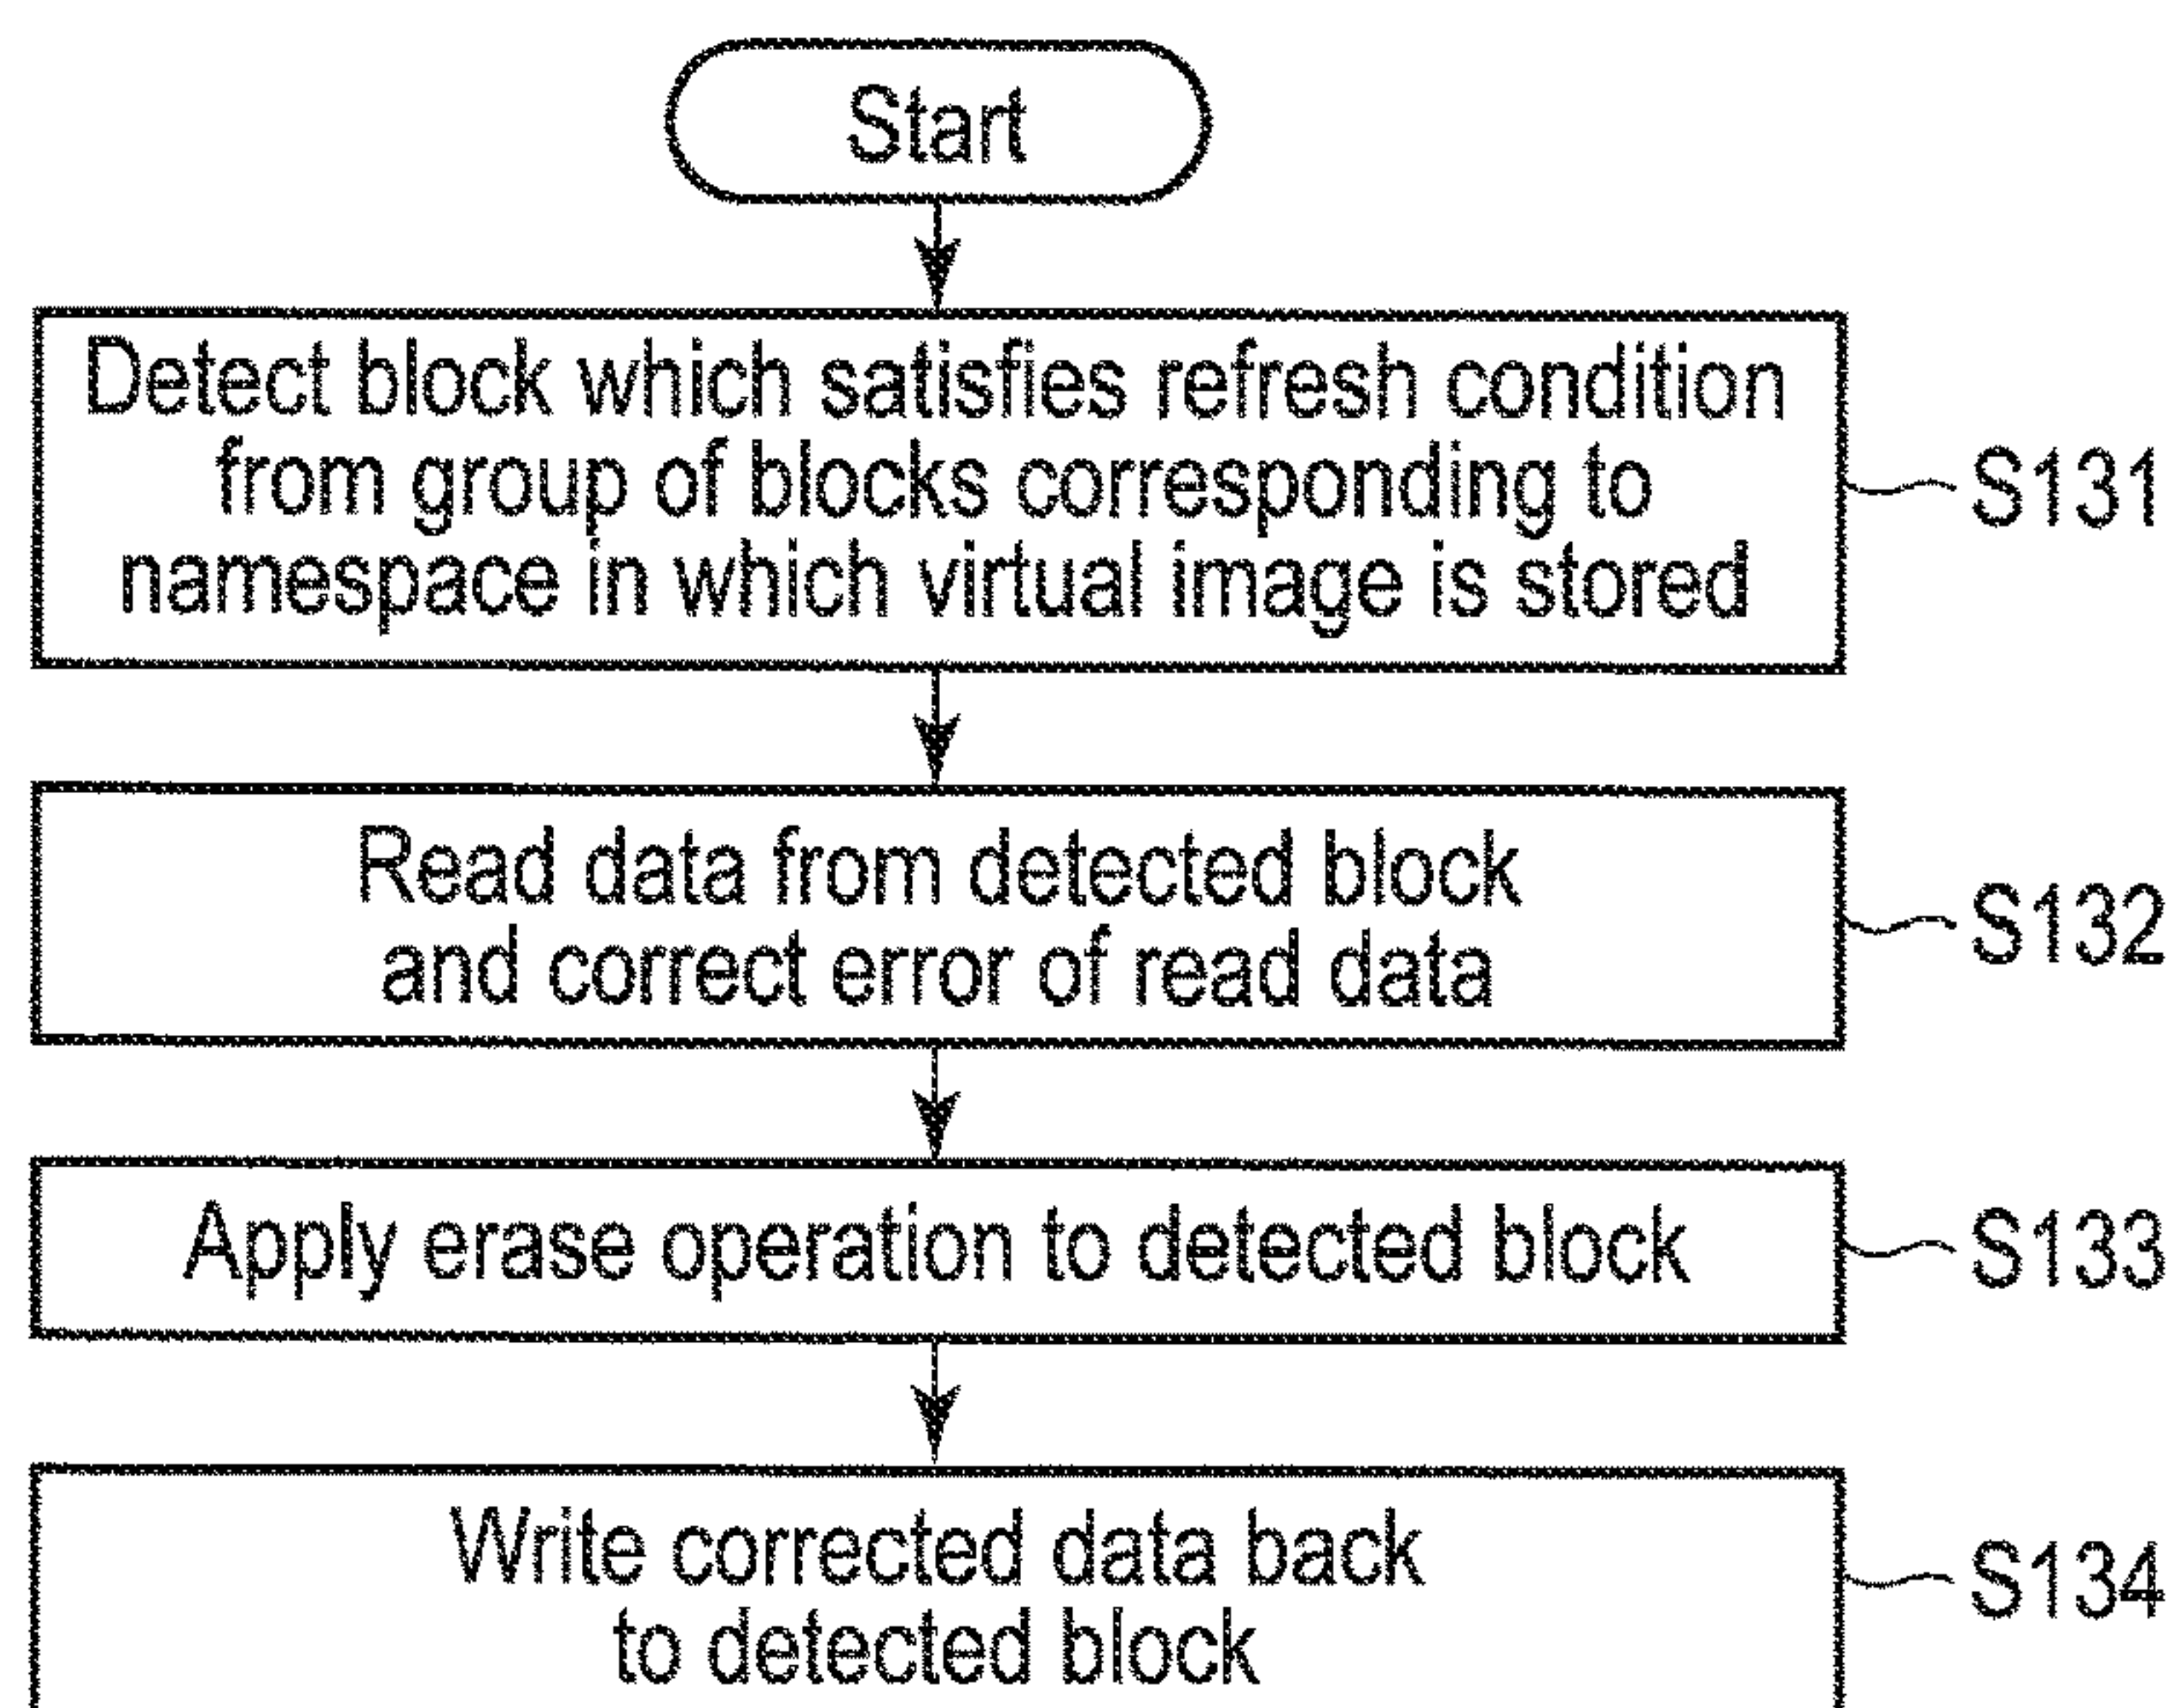 Start
Detect block which satisfies refresh condition
from group of blocks corresponding to
namespace in which virtual image is stored
S131
Read data from detected block
and correct error of read data
S132
Apply erase operation to detected block
S133
Write corrected data back
to detected block
S134